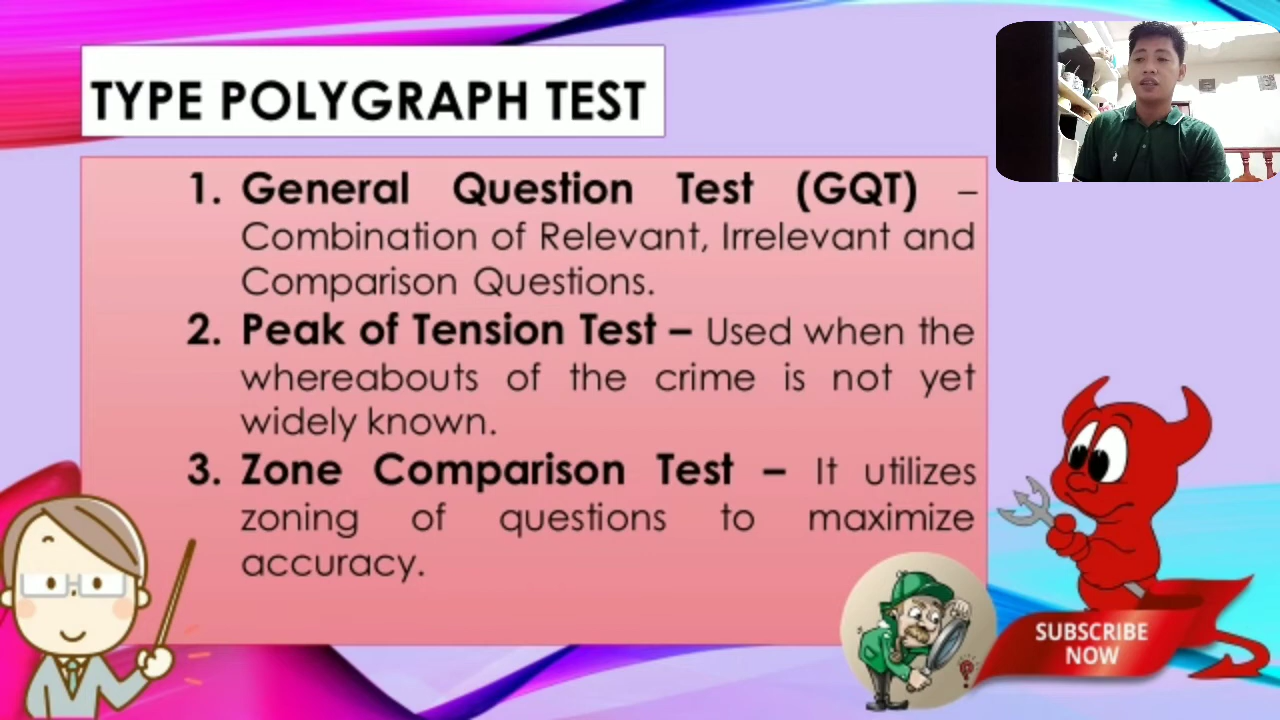 TYPE POLYGRAPH TEST
1. General Question Test (GQT) –
Combination of Relevant, Irrelevant and
Comparison Questions.
2. Peak of Tension Test – Used when the
whereabouts of the crime is not yet
widely known.
3. Zone Comparison Test – It utilizes
zoning of questions to maximize
accuracy.
SUBSCRIBE
NOW